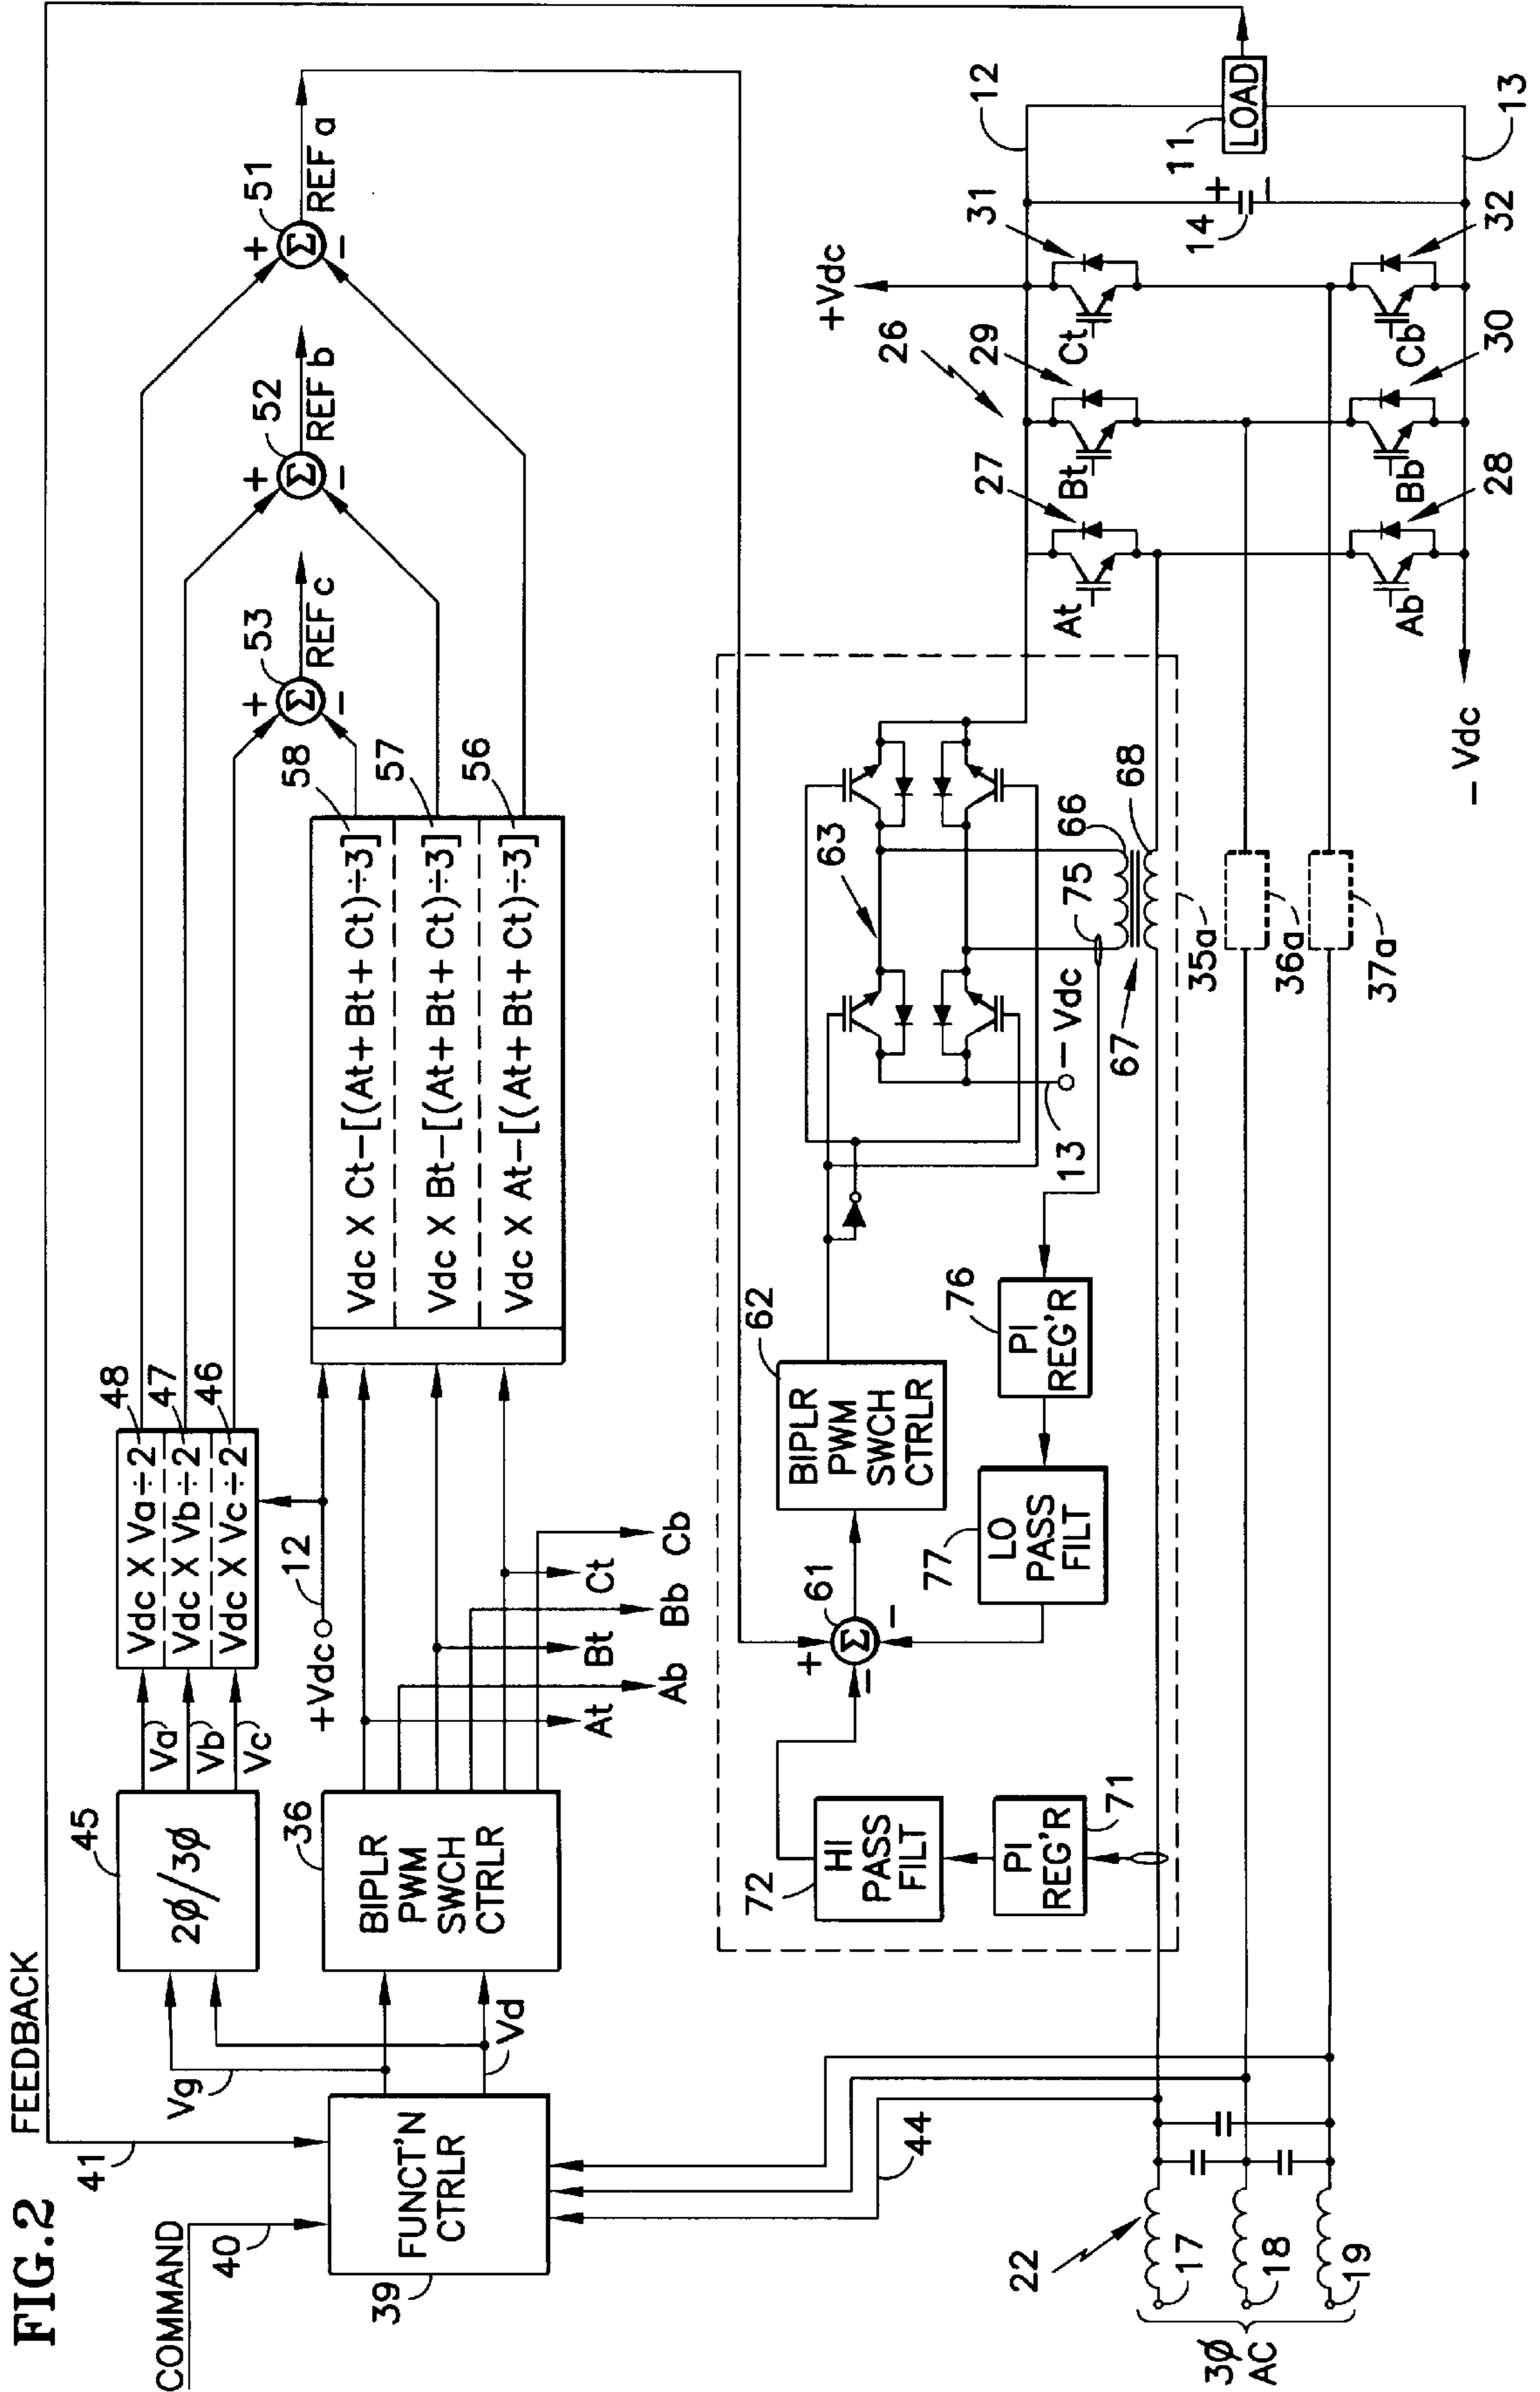 FIG.2
COMMAND
40
41
FEEDBACK
39
FUNCT'N
CTRLR
44
Vg
Vd
45
2Ø/3Ø
Va
Vb
Vc
36
BIPLR
PWM
SWCH
CTRLR
Vdc X Va÷2
Vdc X Vb÷2
Vdc X Vc÷2
48
47
46
+Vdc
12
At
Ab
Bt
Bb
Ct
Cb
Vdc X Ct-[(At+Bt+Ct)÷3]
Vdc X Bt-[(At+Bt+Ct)÷3]
Vdc X At-[(At+Bt+Ct)÷3]
58
57
56
+
Σ
-
53
REF c
+
Σ
-
52
REF b
+
Σ
-
51
REF a
72
HI
PASS
FILT
PI
REG'R
71
+
Σ
-
-
61
62
BIPLR
PWM
SWCH
CTRLR
77
LO
PASS
FILT
76
PI
REG'R
63
13
-Vdc
75
66
67
68
35a
36a
37a
22
17
18
19
3Ø
AC
26
27
At
29
Bt
31
Ct
+Vdc
12
14
+
-
11
LOAD
13
Ab
28
Bb
30
Cb
32
-Vdc